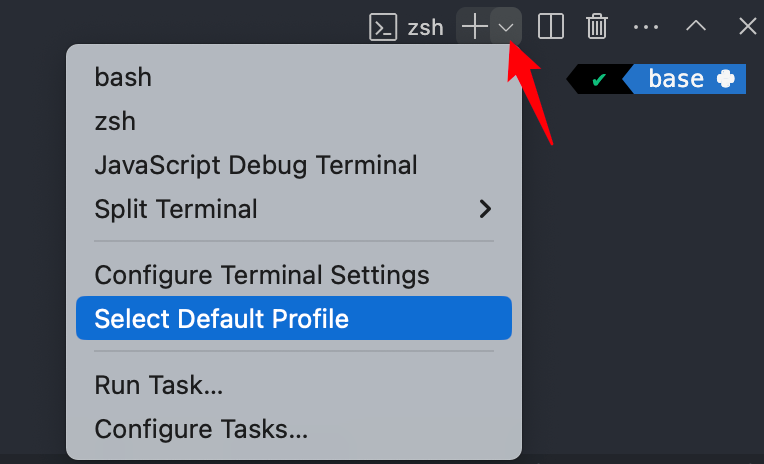 zsh
bash
zsh
JavaScript Debug Terminal
Split Terminal
Configure Terminal Settings
Select Default Profile
Run Task...
Configure Tasks...
base